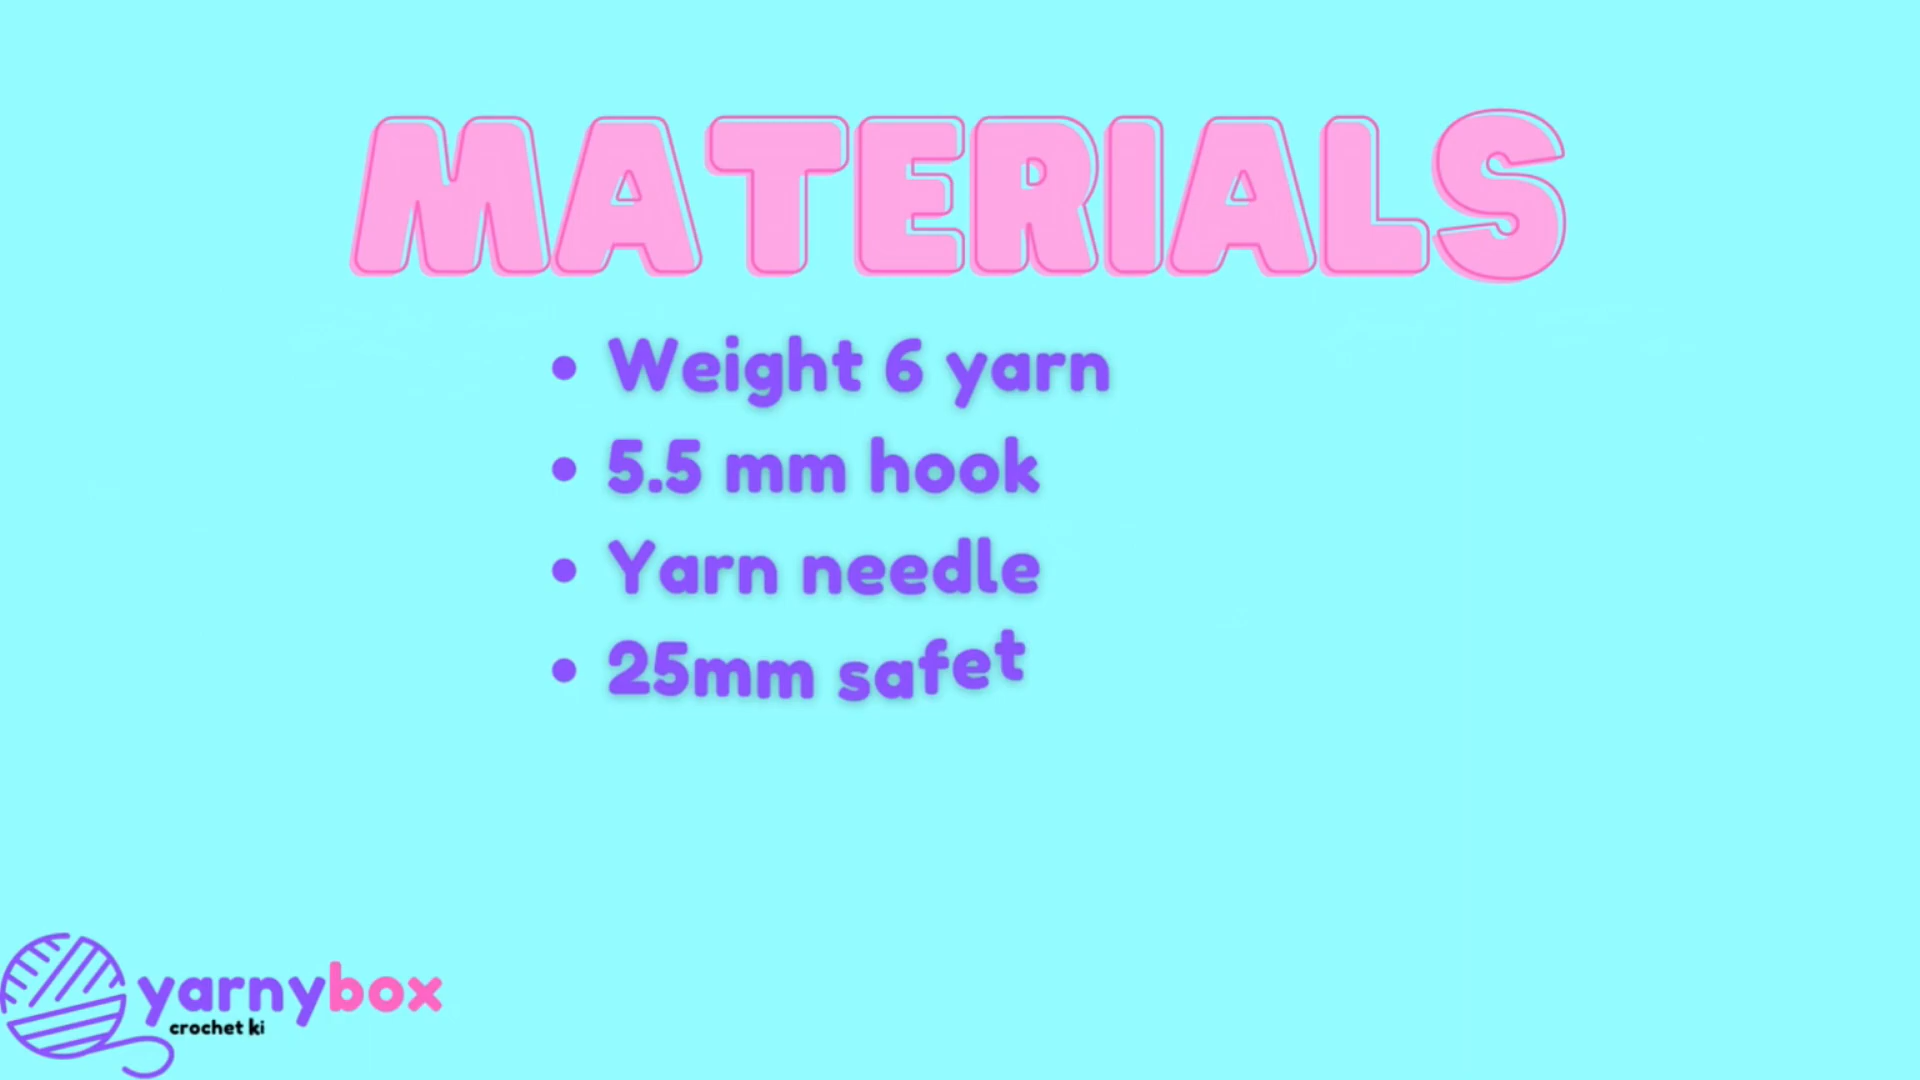 MATERIALS
• Weight 6 yarn
• 5.5 mm hook
• Yarn needle
• 25mm safet
yarnybox
crochet ki